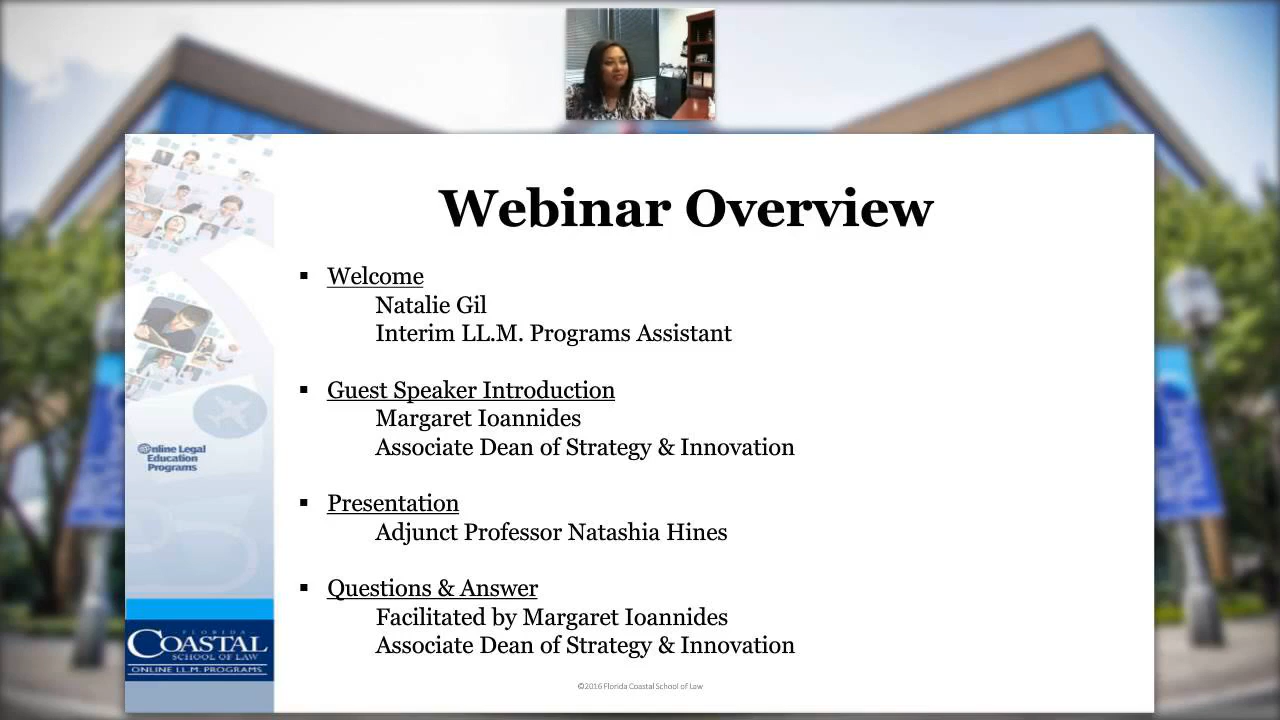 Webinar Overview
▪ Welcome
Natalie Gil
Interim LL.M. Programs Assistant
▪ Guest Speaker Introduction
Margaret Ioannides
Associate Dean of Strategy & Innovation
▪ Presentation
Adjunct Professor Natashia Hines
▪ Questions & Answer
Facilitated by Margaret Ioannides
Associate Dean of Strategy & Innovation
Online Legal
Education
Programs
FLORIDA
COASTAL
SCHOOL OF LAW
ONLINE LL.M. PROGRAMS
©2016 Florida Coastal School of Law